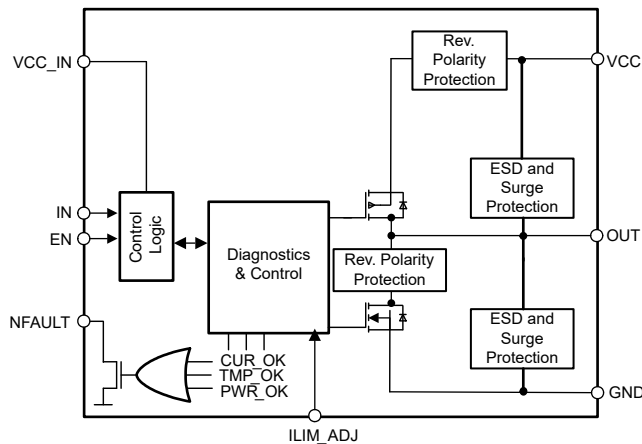 VCC_IN
Rev.
Polarity
Protection
VCC
ESD and
Surge
Protection
IN
EN
Control
Logic
Diagnostics
& Control
Rev. Polarity
Protection
OUT
NFAULT
CUR_OK
TMP_OK
PWR_OK
ESD and
Surge
Protection
GND
ILIM_ADJ